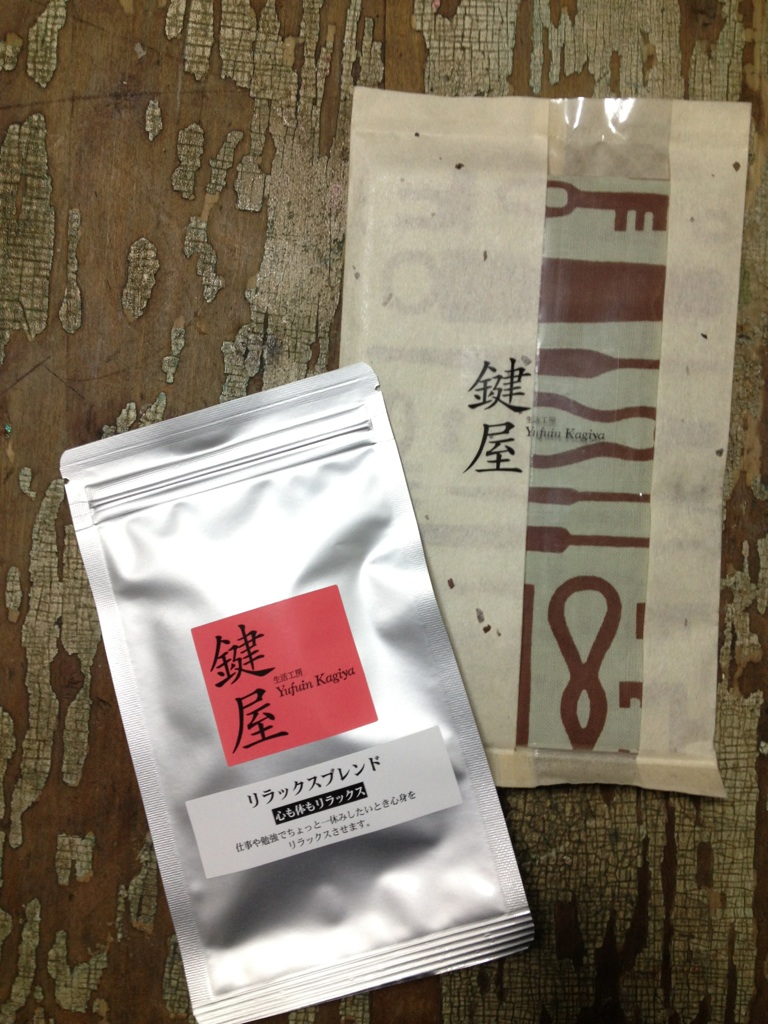 鍵屋
生活工房
Yufuin Kagiya
鍵屋
生活工房
Yufuin Kagiya
リラックスブレンド
心も体もリラックス
仕事や勉強でちょっと一休みしたいとき心身を
リラックスさせます。